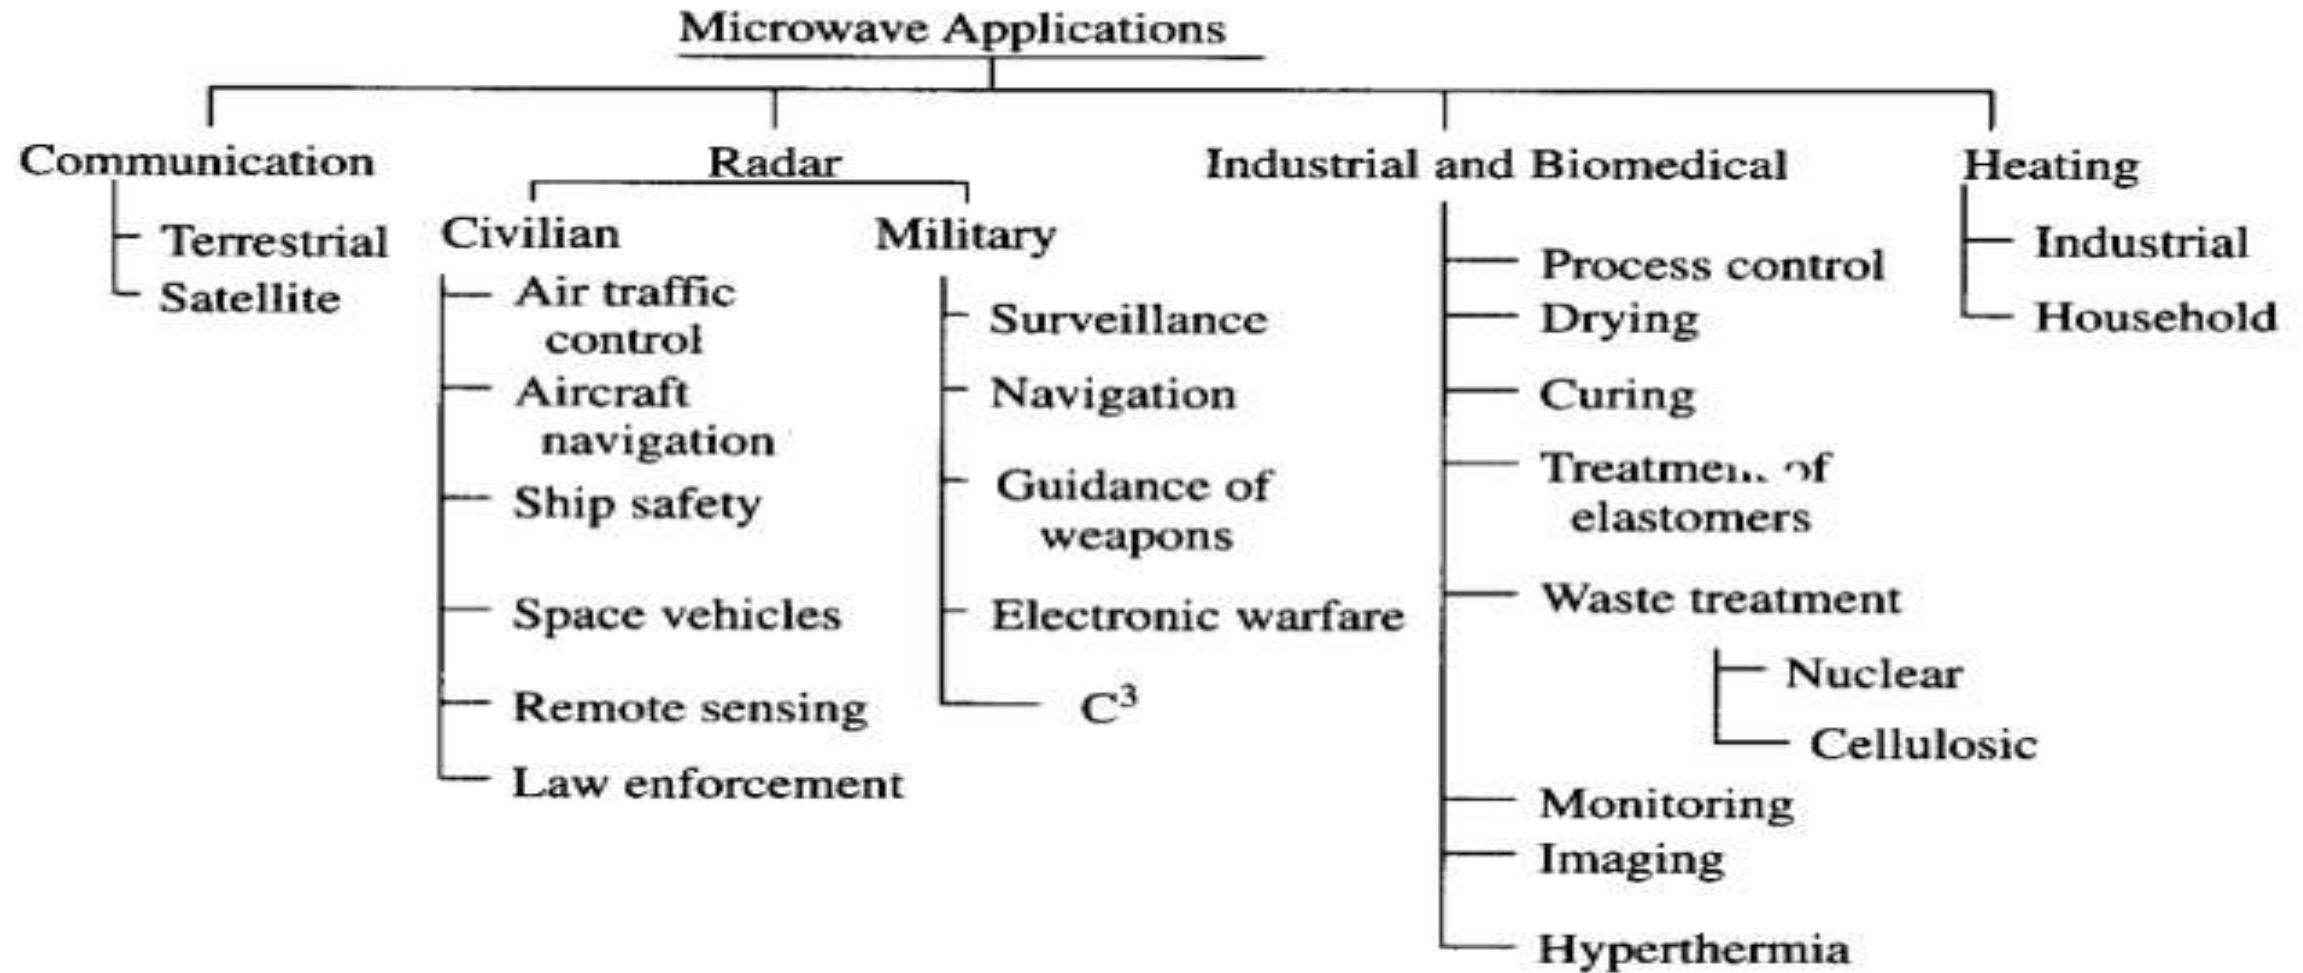 Microwave Applications
Communication
Terrestrial
Satellite
Radar
Civilian
Air traffic
control
Aircraft
navigation
Ship safety
Space vehicles
Remote sensing
Law enforcement
Military
Surveillance
Navigation
Guidance of
weapons
Electronic warfare
C³
Industrial and Biomedical
Process control
Drying
Curing
Treatment of
elastomers
Waste treatment
Nuclear
Cellulosic
Monitoring
Imaging
Hyperthermia
Heating
Industrial
Household